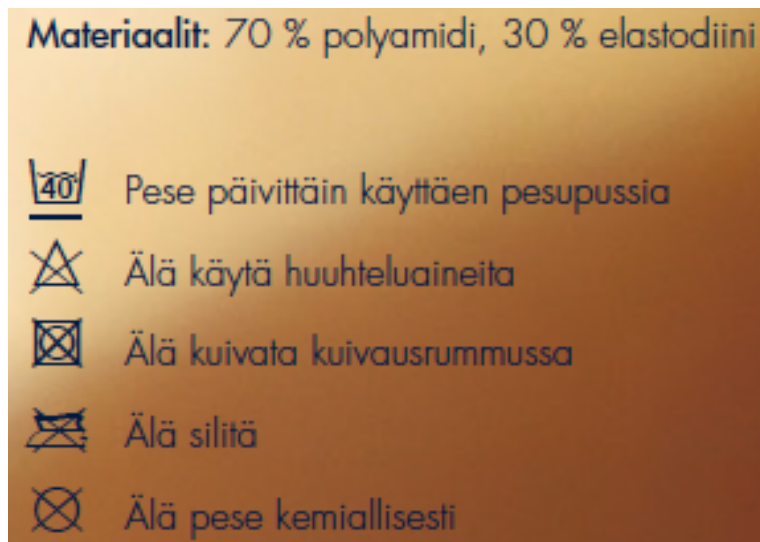 Materiaalit: 70 % polyamidi, 30 % elastodiini
40 Pese päivittäin käyttäen pesupussia
Älä käytä huuhteluaineita
Älä kuivata kuivausrummussa
Älä silitä
Älä pese kemiallisesti